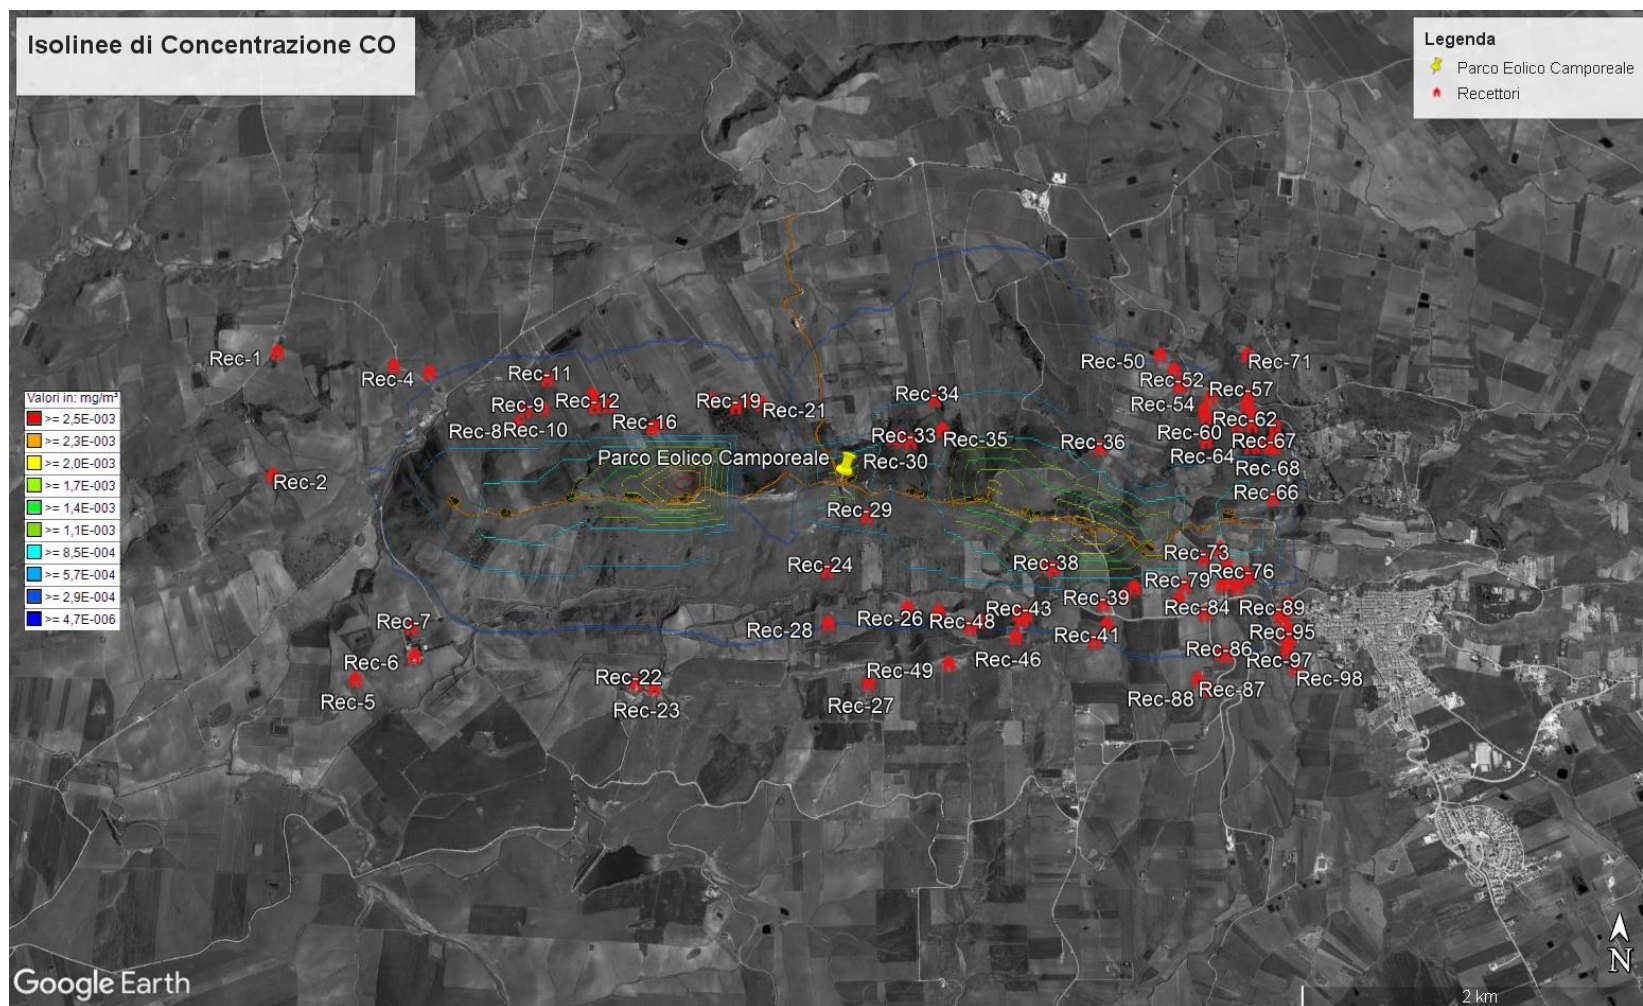 Isolinee di Concentrazione CO
Legenda
Parco Eolico Camporeale
Recettori
Rec-1
Rec-4
Rec-11
Rec-9
Rec-12
Rec-8
Rec-10
Rec-16
Rec-19
Rec-21
Rec-34
Rec-33
Rec-35
Rec-36
Rec-50
Rec-71
Rec-52
Rec-57
Rec-54
Rec-62
Rec-60
Rec-67
Rec-64
Rec-68
Rec-66
Parco Eolico Camporeale
Rec-30
Rec-2
Rec-29
Rec-24
Rec-38
Rec-73
Rec-76
Rec-79
Rec-39
Rec-84
Rec-89
Rec-43
Rec-26
Rec-48
Rec-28
Rec-41
Rec-95
Rec-7
Rec-6
Rec-5
Rec-22
Rec-23
Rec-49
Rec-27
Rec-46
Rec-86
Rec-97
Rec-98
Rec-88
Rec-87
Valori in: mg/m³
>= 2,5E-003
>= 2,3E-003
>= 2,0E-003
>= 1,7E-003
>= 1,4E-003
>= 1,1E-003
>= 8,5E-004
>= 5,7E-004
>= 2,9E-004
>= 4,7E-006
Google Earth
N
2 km